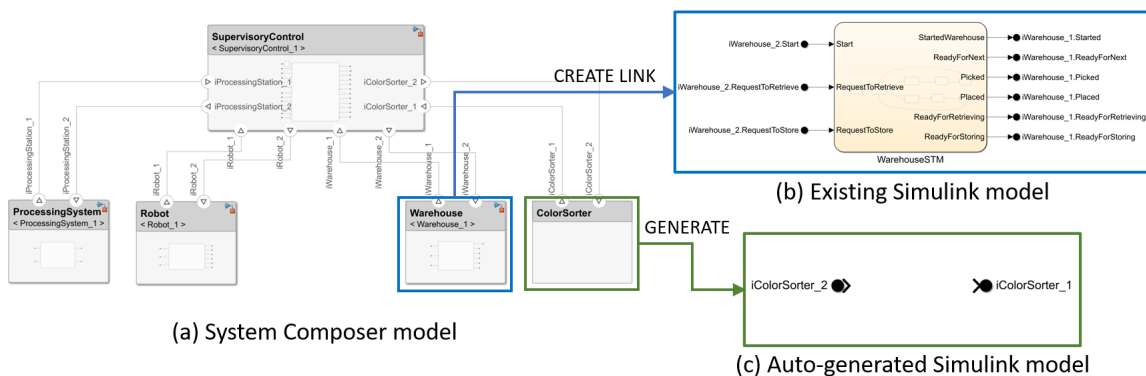 SupervisoryControl
< SupervisoryControl_1 >
iProcessingStation_1
iProcessingStation_2
iColorSorter_2
iColorSorter_1
iProcessingStation_1
iProcessingStation_2
iRobot_1
iRobot_2
iRobot_1
iRobot_2
iWarehouse_1
iWarehouse_2
iWarehouse_1
iWarehouse_2
iColorSorter_1
iColorSorter_2
ProcessingSystem
< ProcessingSystem_1 >
Robot
< Robot_1 >
Warehouse
< Warehouse_1 >
ColorSorter
(a) System Composer model
CREATE LINK
iWarehouse_2.Start
iWarehouse_2.RequestToRetrieve
iWarehouse_2.RequestToStore
Start
RequestToRetrieve
RequestToStore
StartedWarehouse
ReadyForNext
Picked
Placed
ReadyForRetrieving
ReadyForStoring
iWarehouse_1.Started
iWarehouse_1.ReadyForNext
iWarehouse_1.Picked
iWarehouse_1.Placed
iWarehouse_1.ReadyForRetrieving
iWarehouse_1.ReadyForStoring
WarehouseSTM
(b) Existing Simulink model
GENERATE
iColorSorter_2
iColorSorter_1
(c) Auto-generated Simulink model